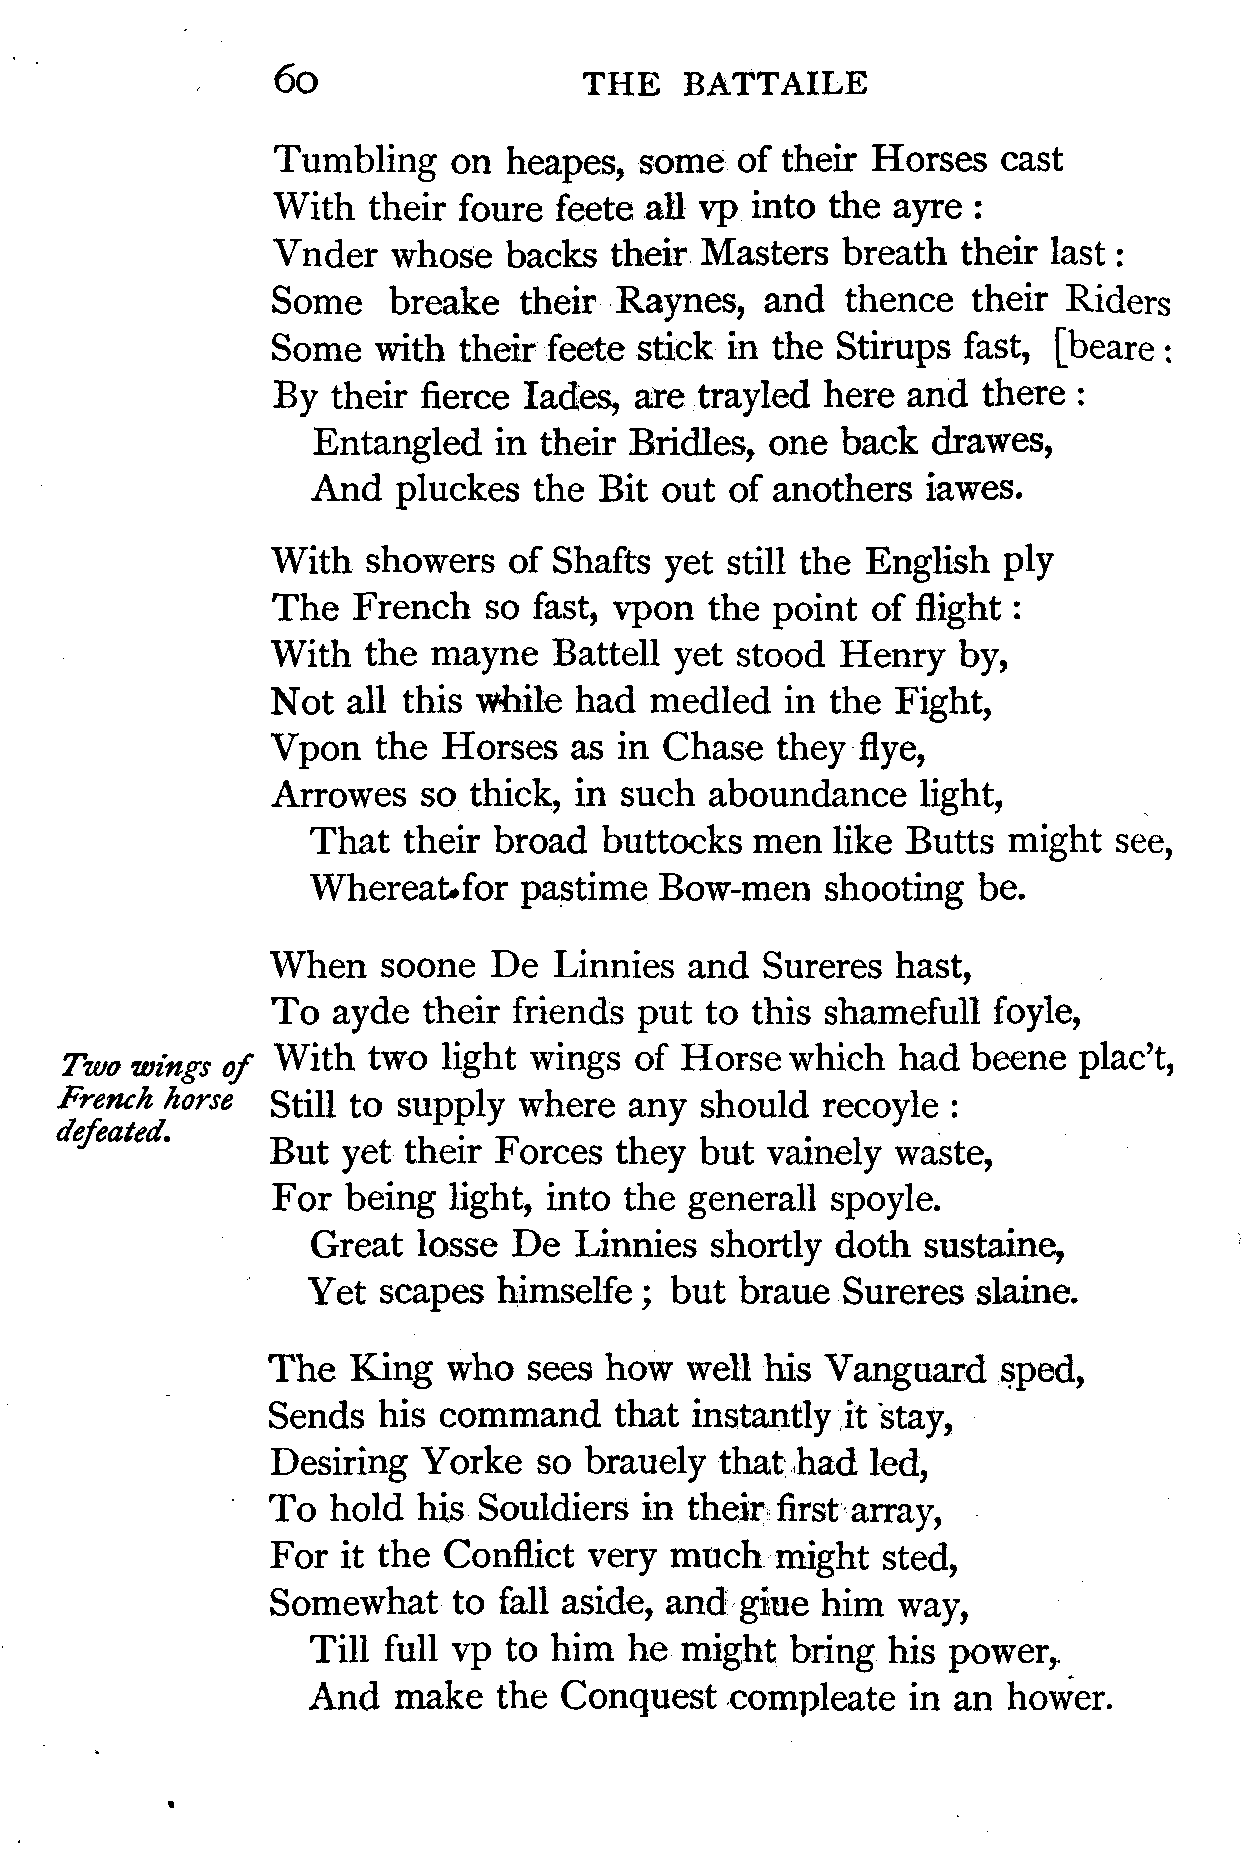 60 THE BATTAILE
Tumbling on heapes, some of their Horses cast
With their foure feete all vp into the ayre :
Vnder whose backs their Masters breath their last :
Some breake their Raynes, and thence their Riders
Some with their feete stick in the Stirups fast, [beare :
By their fierce Iades, are trayled here and there :
Entangled in their Bridles, one back drawes,
And pluckes the Bit out of anothers iawes.
With showers of Shafts yet still the English ply
The French so fast, vpon the point of flight :
With the mayne Battell yet stood Henry by,
Not all this while had medled in the Fight,
Vpon the Horses as in Chase they flye,
Arrowes so thick, in such aboundance light,
That their broad buttocks men like Butts might see,
Whereat for pastime Bow-men shooting be.
When soone De Linnies and Sureres hast,
To ayde their friends put to this shamefull foyle,
Two wings of
French horse
defeated.
With two light wings of Horse which had beene plac't,
Still to supply where any should recoyle :
But yet their Forces they but vainely waste,
For being light, into the generall spoyle.
Great losse De Linnies shortly doth sustaine,
Yet scapes himselfe ; but braue Sureres slaine.
The King who sees how well his Vanguard sped,
Sends his command that instantly it stay,
Desiring Yorke so brauely that had led,
To hold his Souldiers in their first array,
For it the Conflict very much might sted,
Somewhat to fall aside, and giue him way,
Till full vp to him he might bring his power,
And make the Conquest compleate in an hower.